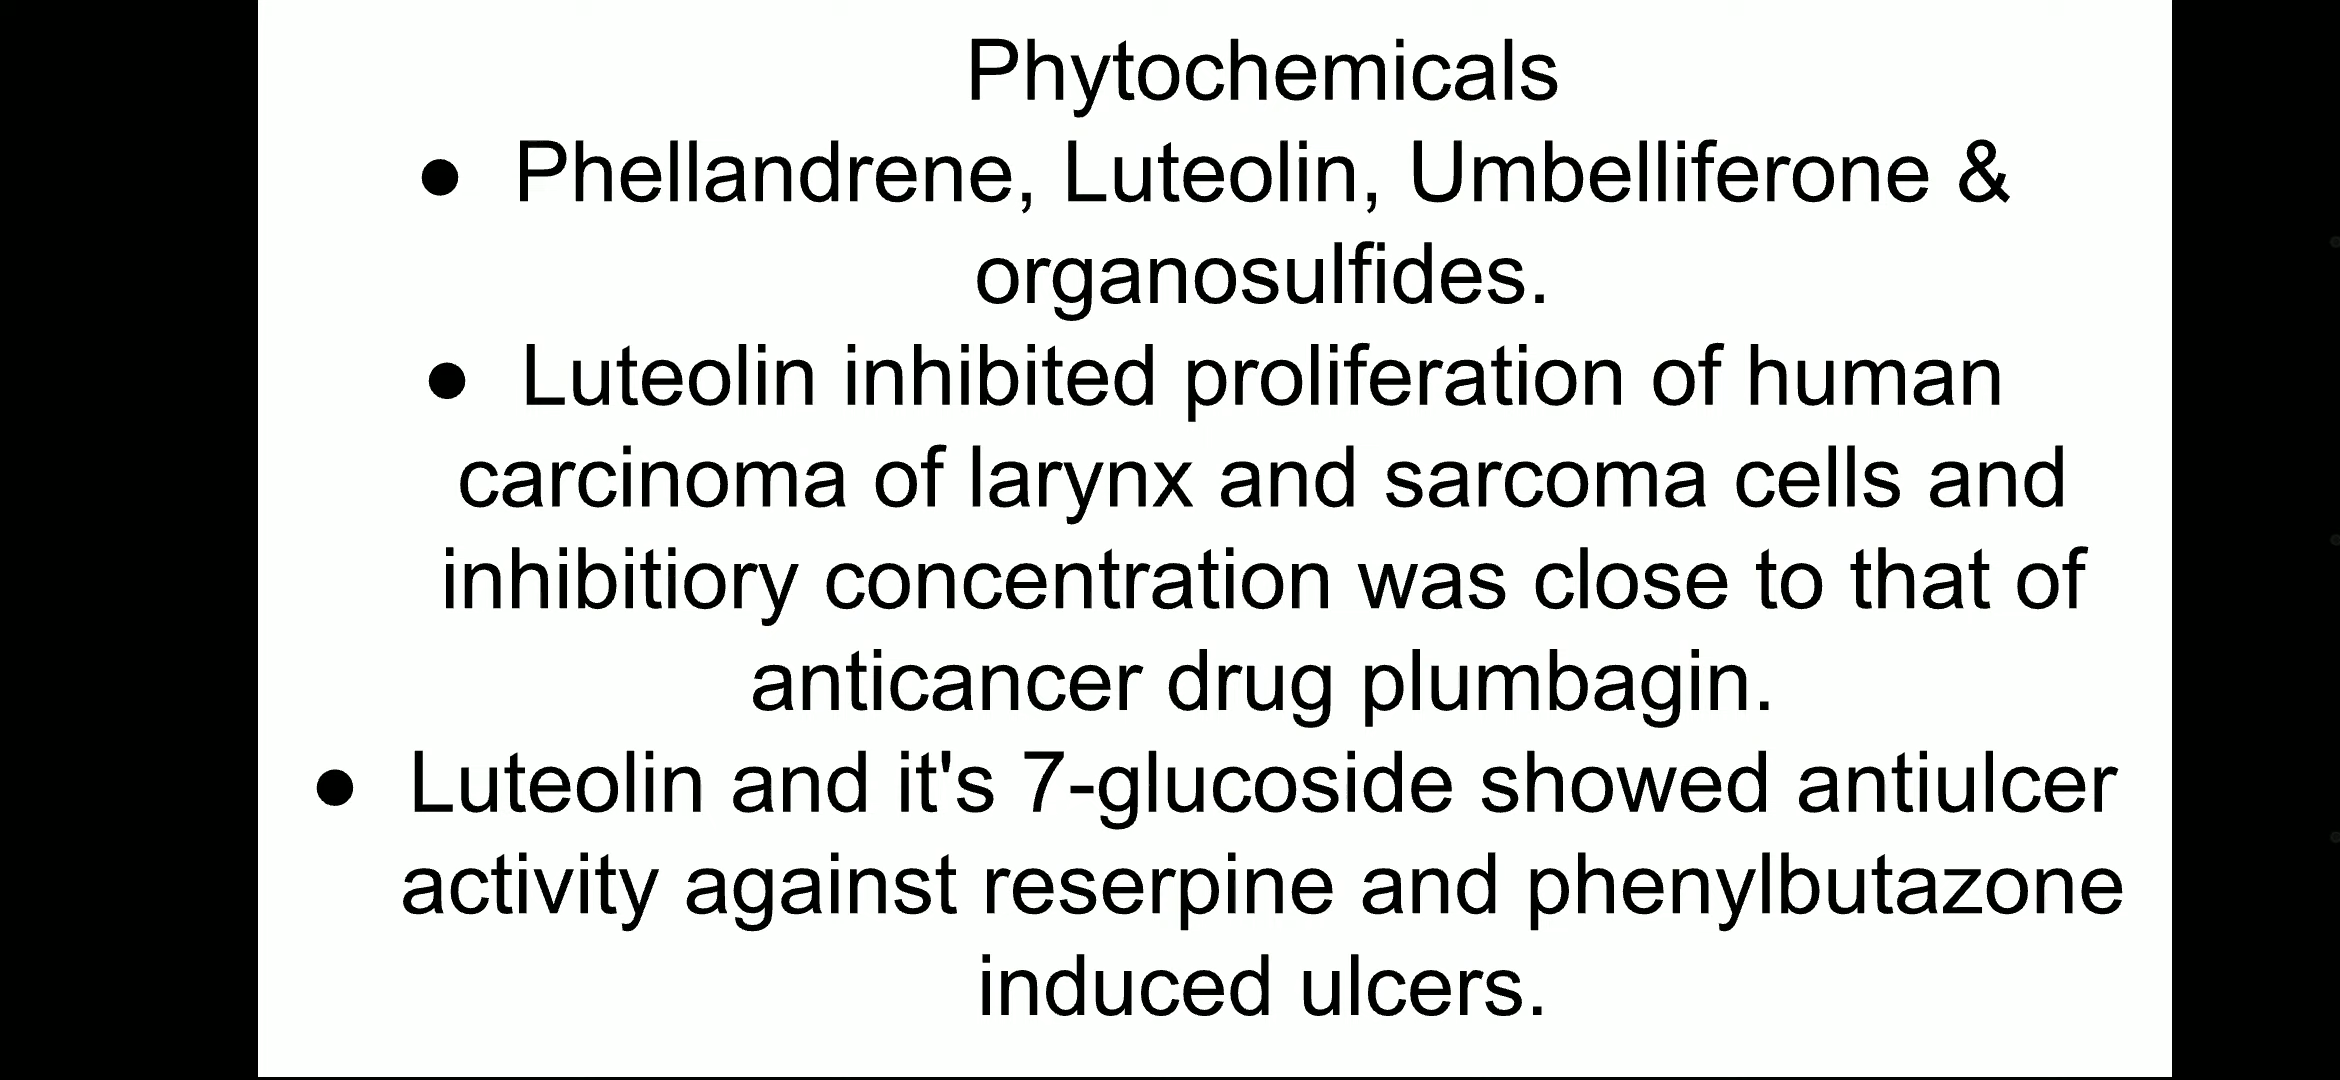 Phytochemicals
● Phellandrene, Luteolin, Umbelliferone &
organosulfides.
● Luteolin inhibited proliferation of human
carcinoma of larynx and sarcoma cells and
inhibitiory concentration was close to that of
anticancer drug plumbagin.
● Luteolin and it's 7-glucoside showed antiulcer
activity against reserpine and phenylbutazone
induced ulcers.